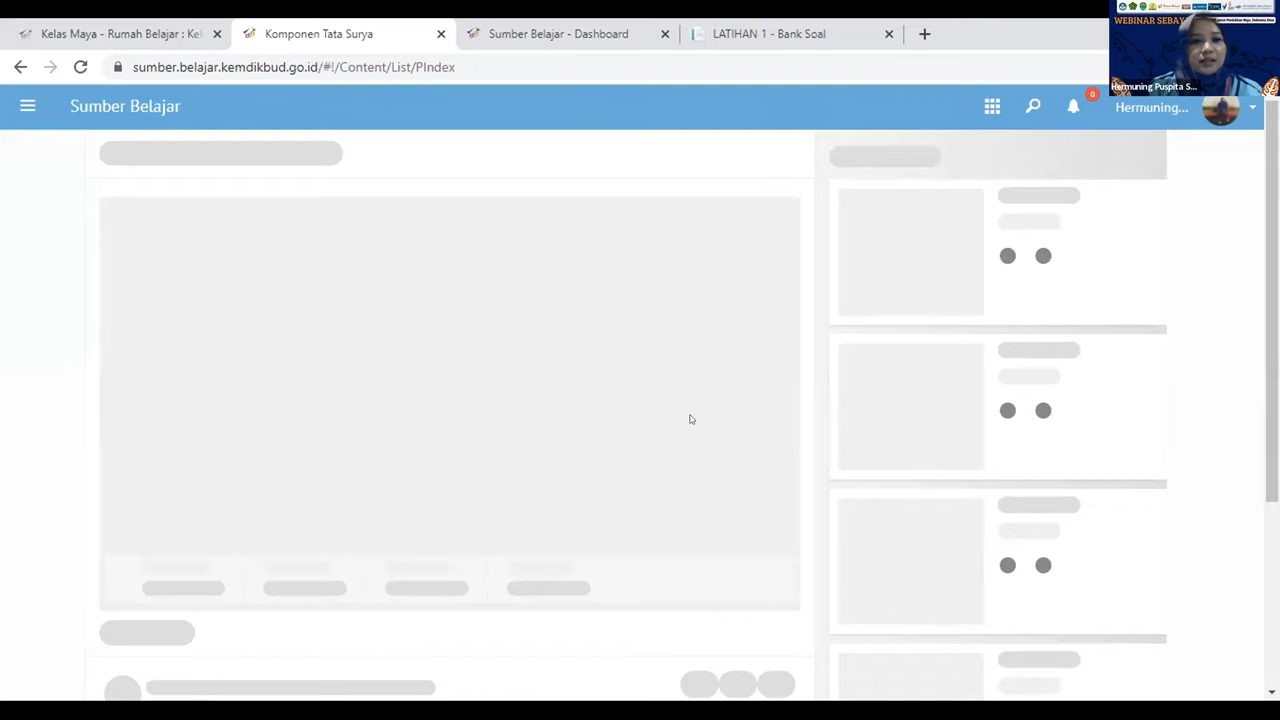 Kelas Maya - Rumah Belajar : Kel
Komponen Tata Surya
Sumber Belajar - Dashboard
LATIHAN 1 - Bank Soal
sumber.belajar.kemdikbud.go.id/#!/Content/List/PIndex
WEBINAR SEBAY
Hermuning Puspita S...
Sumber Belajar
0
Hermuning...